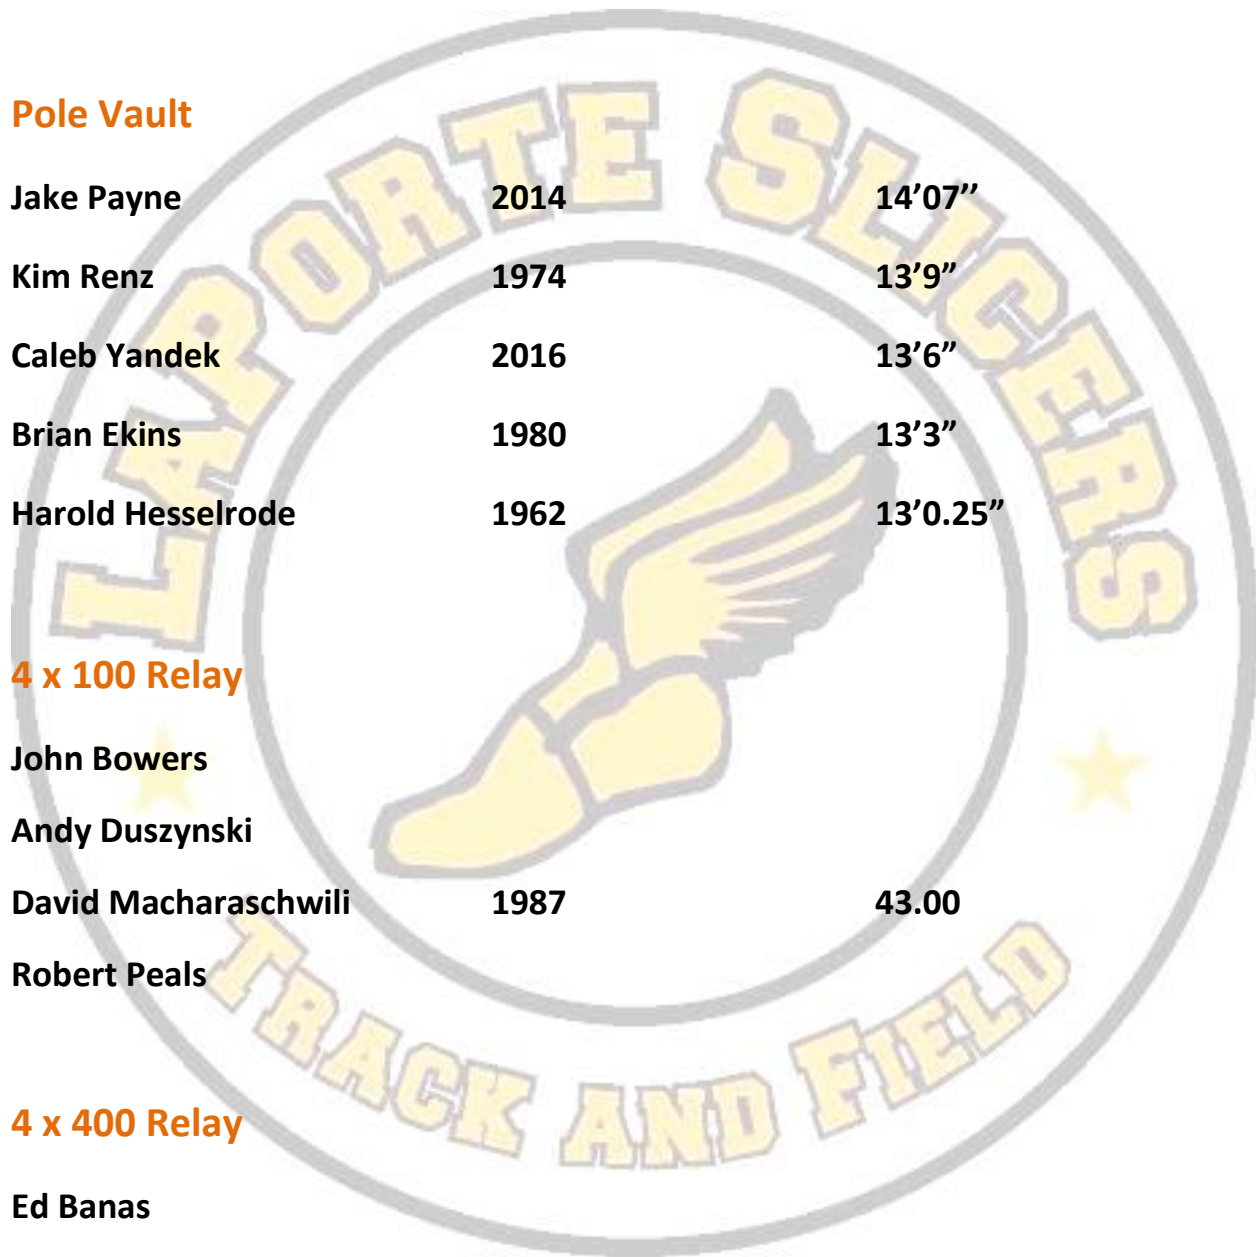 LAPORTE SLICERS
Pole Vault
Jake Payne 2014 14’07’’
Kim Renz 1974 13’9”
Caleb Yandek 2016 13’6”
Brian Ekins 1980 13’3”
Harold Hesselrode 1962 13’0.25”
4 x 100 Relay
John Bowers
Andy Duszynski
David Macharaschwili 1987 43.00
Robert Peals
TRACK AND FIELD
4 x 400 Relay
Ed Banas